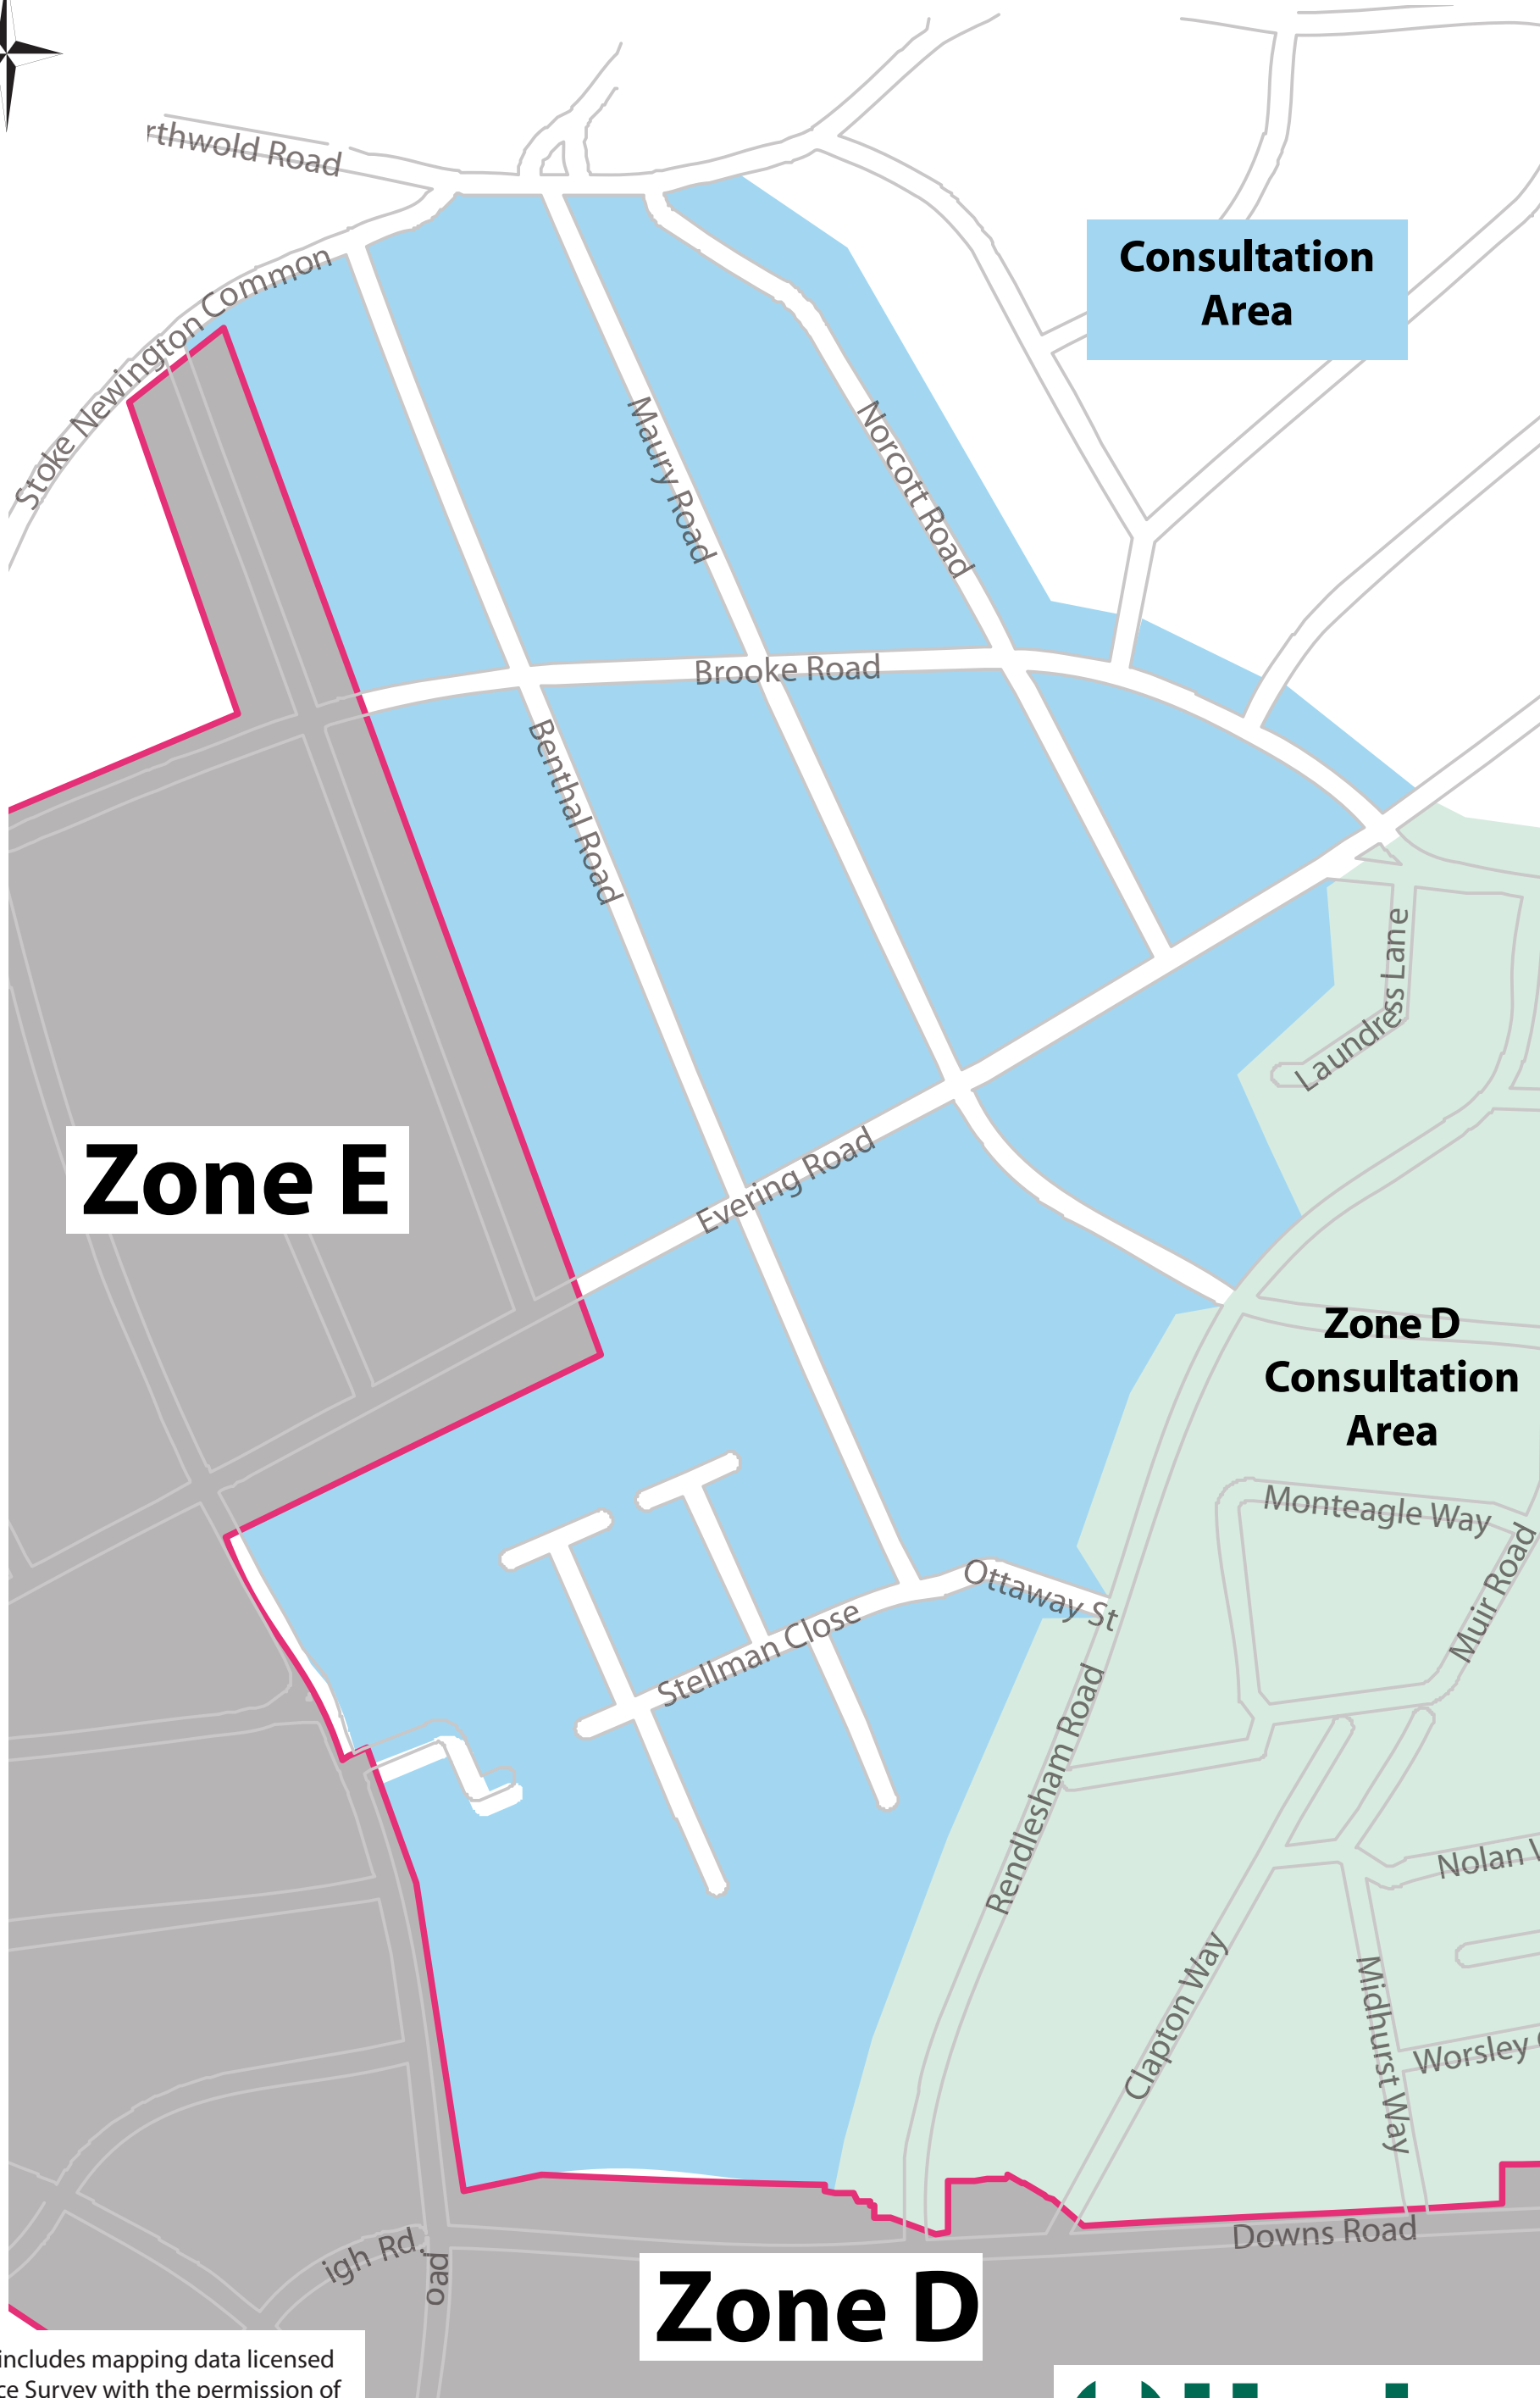 rthwold Road
Consultation
Area
Stoke Newington Common
Maury Road
Norcott Road
Brooke Road
Benthal Road
Laundress Lane
Zone E
Evering Road
Zone D
Consultation
Area
Monteagle Way
Muir Road
Ottaway St
Stellman Close
Rendlesham Road
Nolan
Clapton Way
Midhurst Way
Worsley
Downs Road
igh Rd.
oad
Zone D
includes mapping data licensed
ce Survey with the permission of